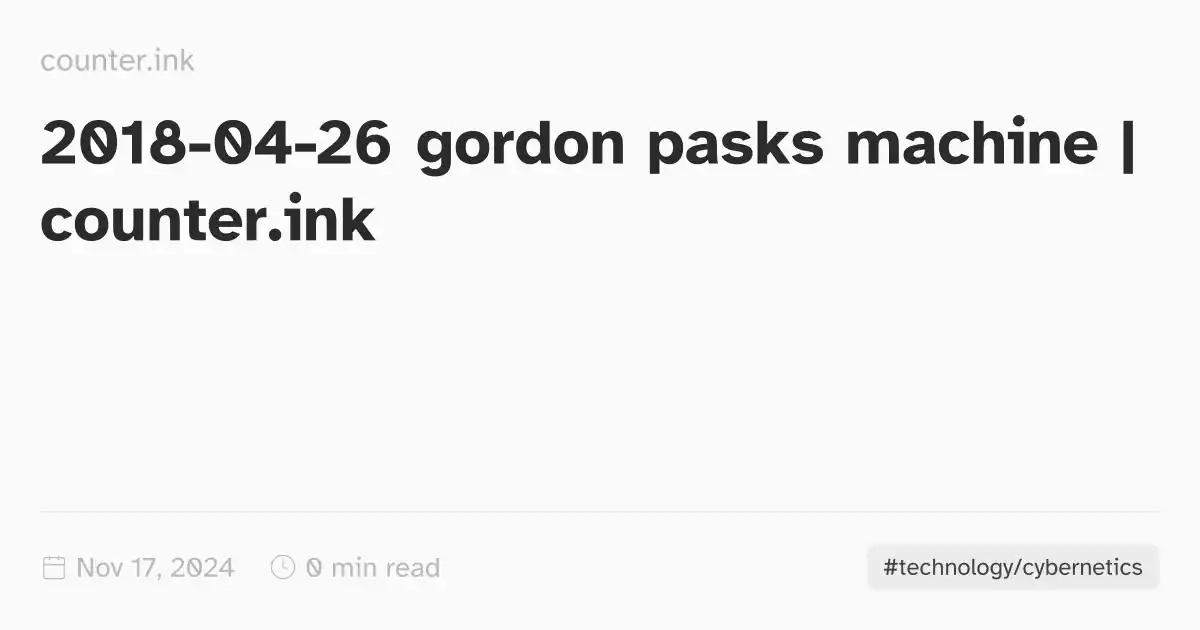 counter.ink
2018-04-26 gordon pasks machine |
counter.ink
Nov 17, 2024 0 min read #technology/cybernetics